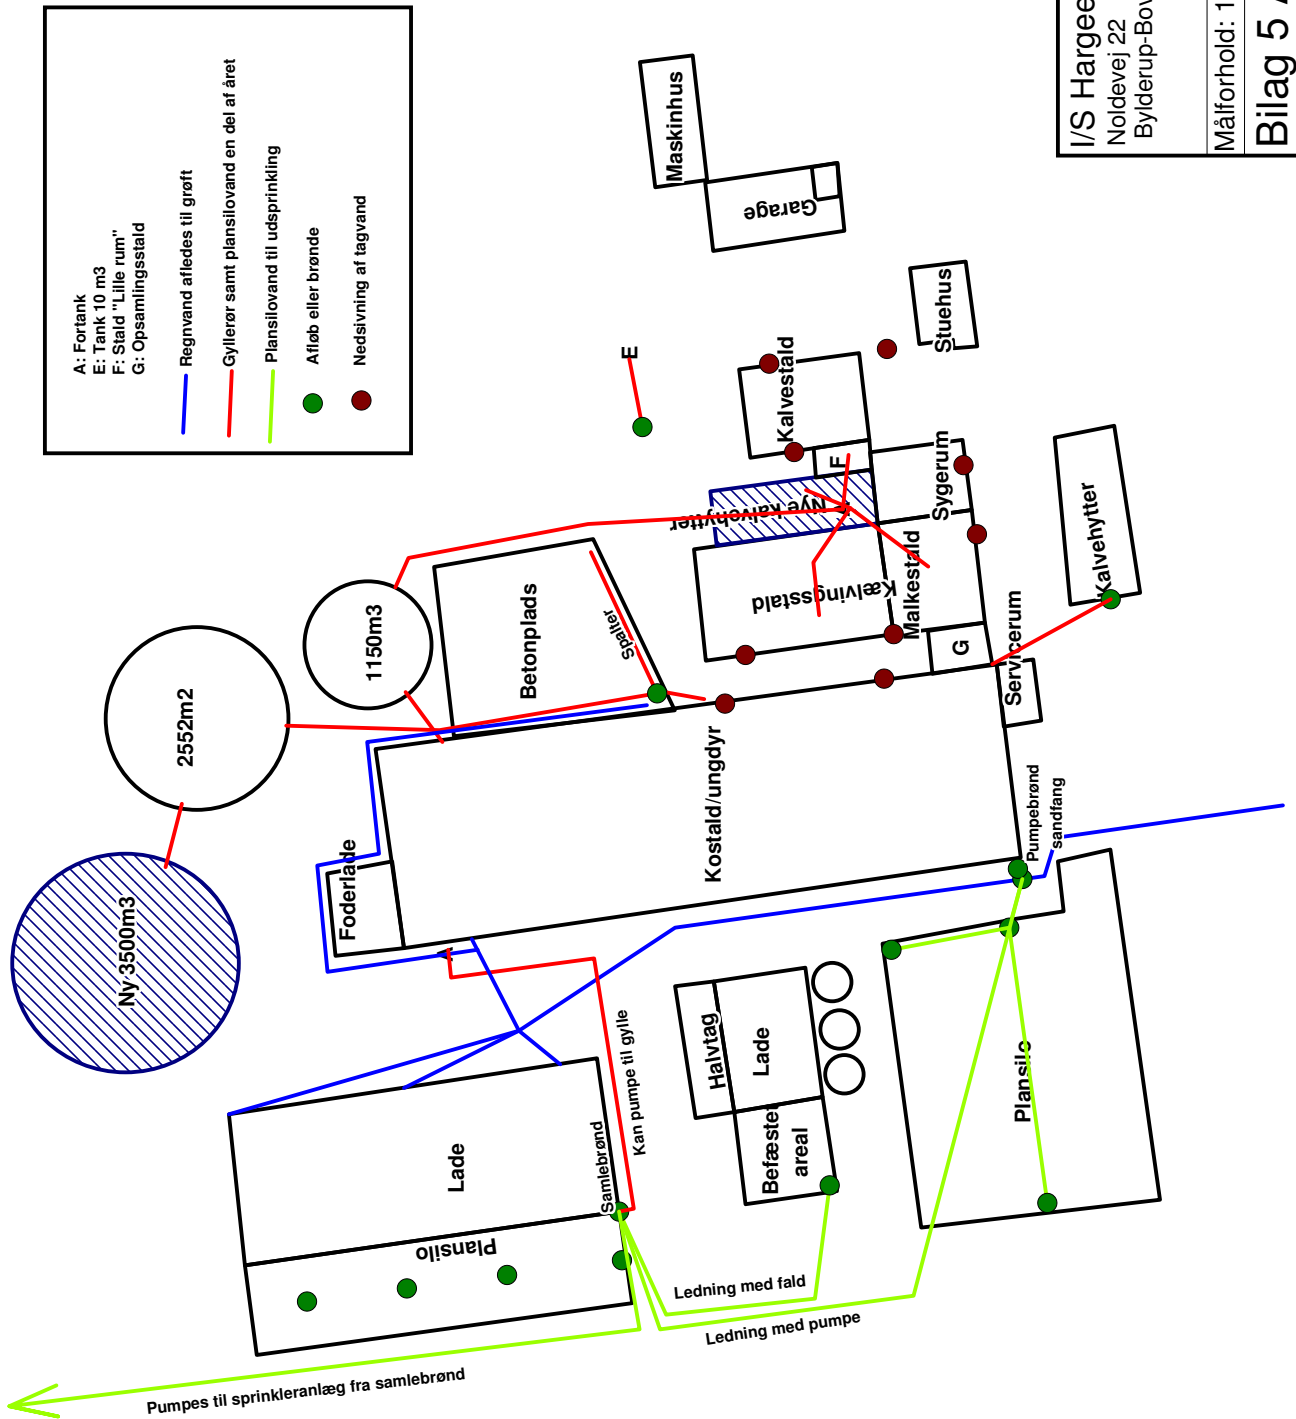 A: Fortank
E: Tank 10 m3
F: Stald "Lille rum"
G: Opsamlingsstald
Regnvand afledes til grøft
Gyllerør samt plansilovand en del af året
Plansilovand til udsprinkling
Afløb eller brønde
Nedsivning af tagvand
Maskinhus
Garage
Stuehus
E
Kalvestald
F
Nye kalvehytter
Sygerum
Kalvehytter
Kælvingsstald
Malkestald
G
Servicerum
Betonplads
Spalter
1150m3
2552m2
Ny 3500m3
Foderlade
Kostald/ungdyr
Pumpebrønd
sandfang
A
Kan pumpe til gylle
Halvtag
Lade
Befæstet
areal
Plansilo
Lade
Samlebrønd
Plansilo
Ledning med fald
Ledning med pumpe
Pumpes til sprinkleranlæg fra samlebrønd
I/S Hargee
Noldevej 22
Bylderup-Bov
Målforhold: 1
Bilag 5